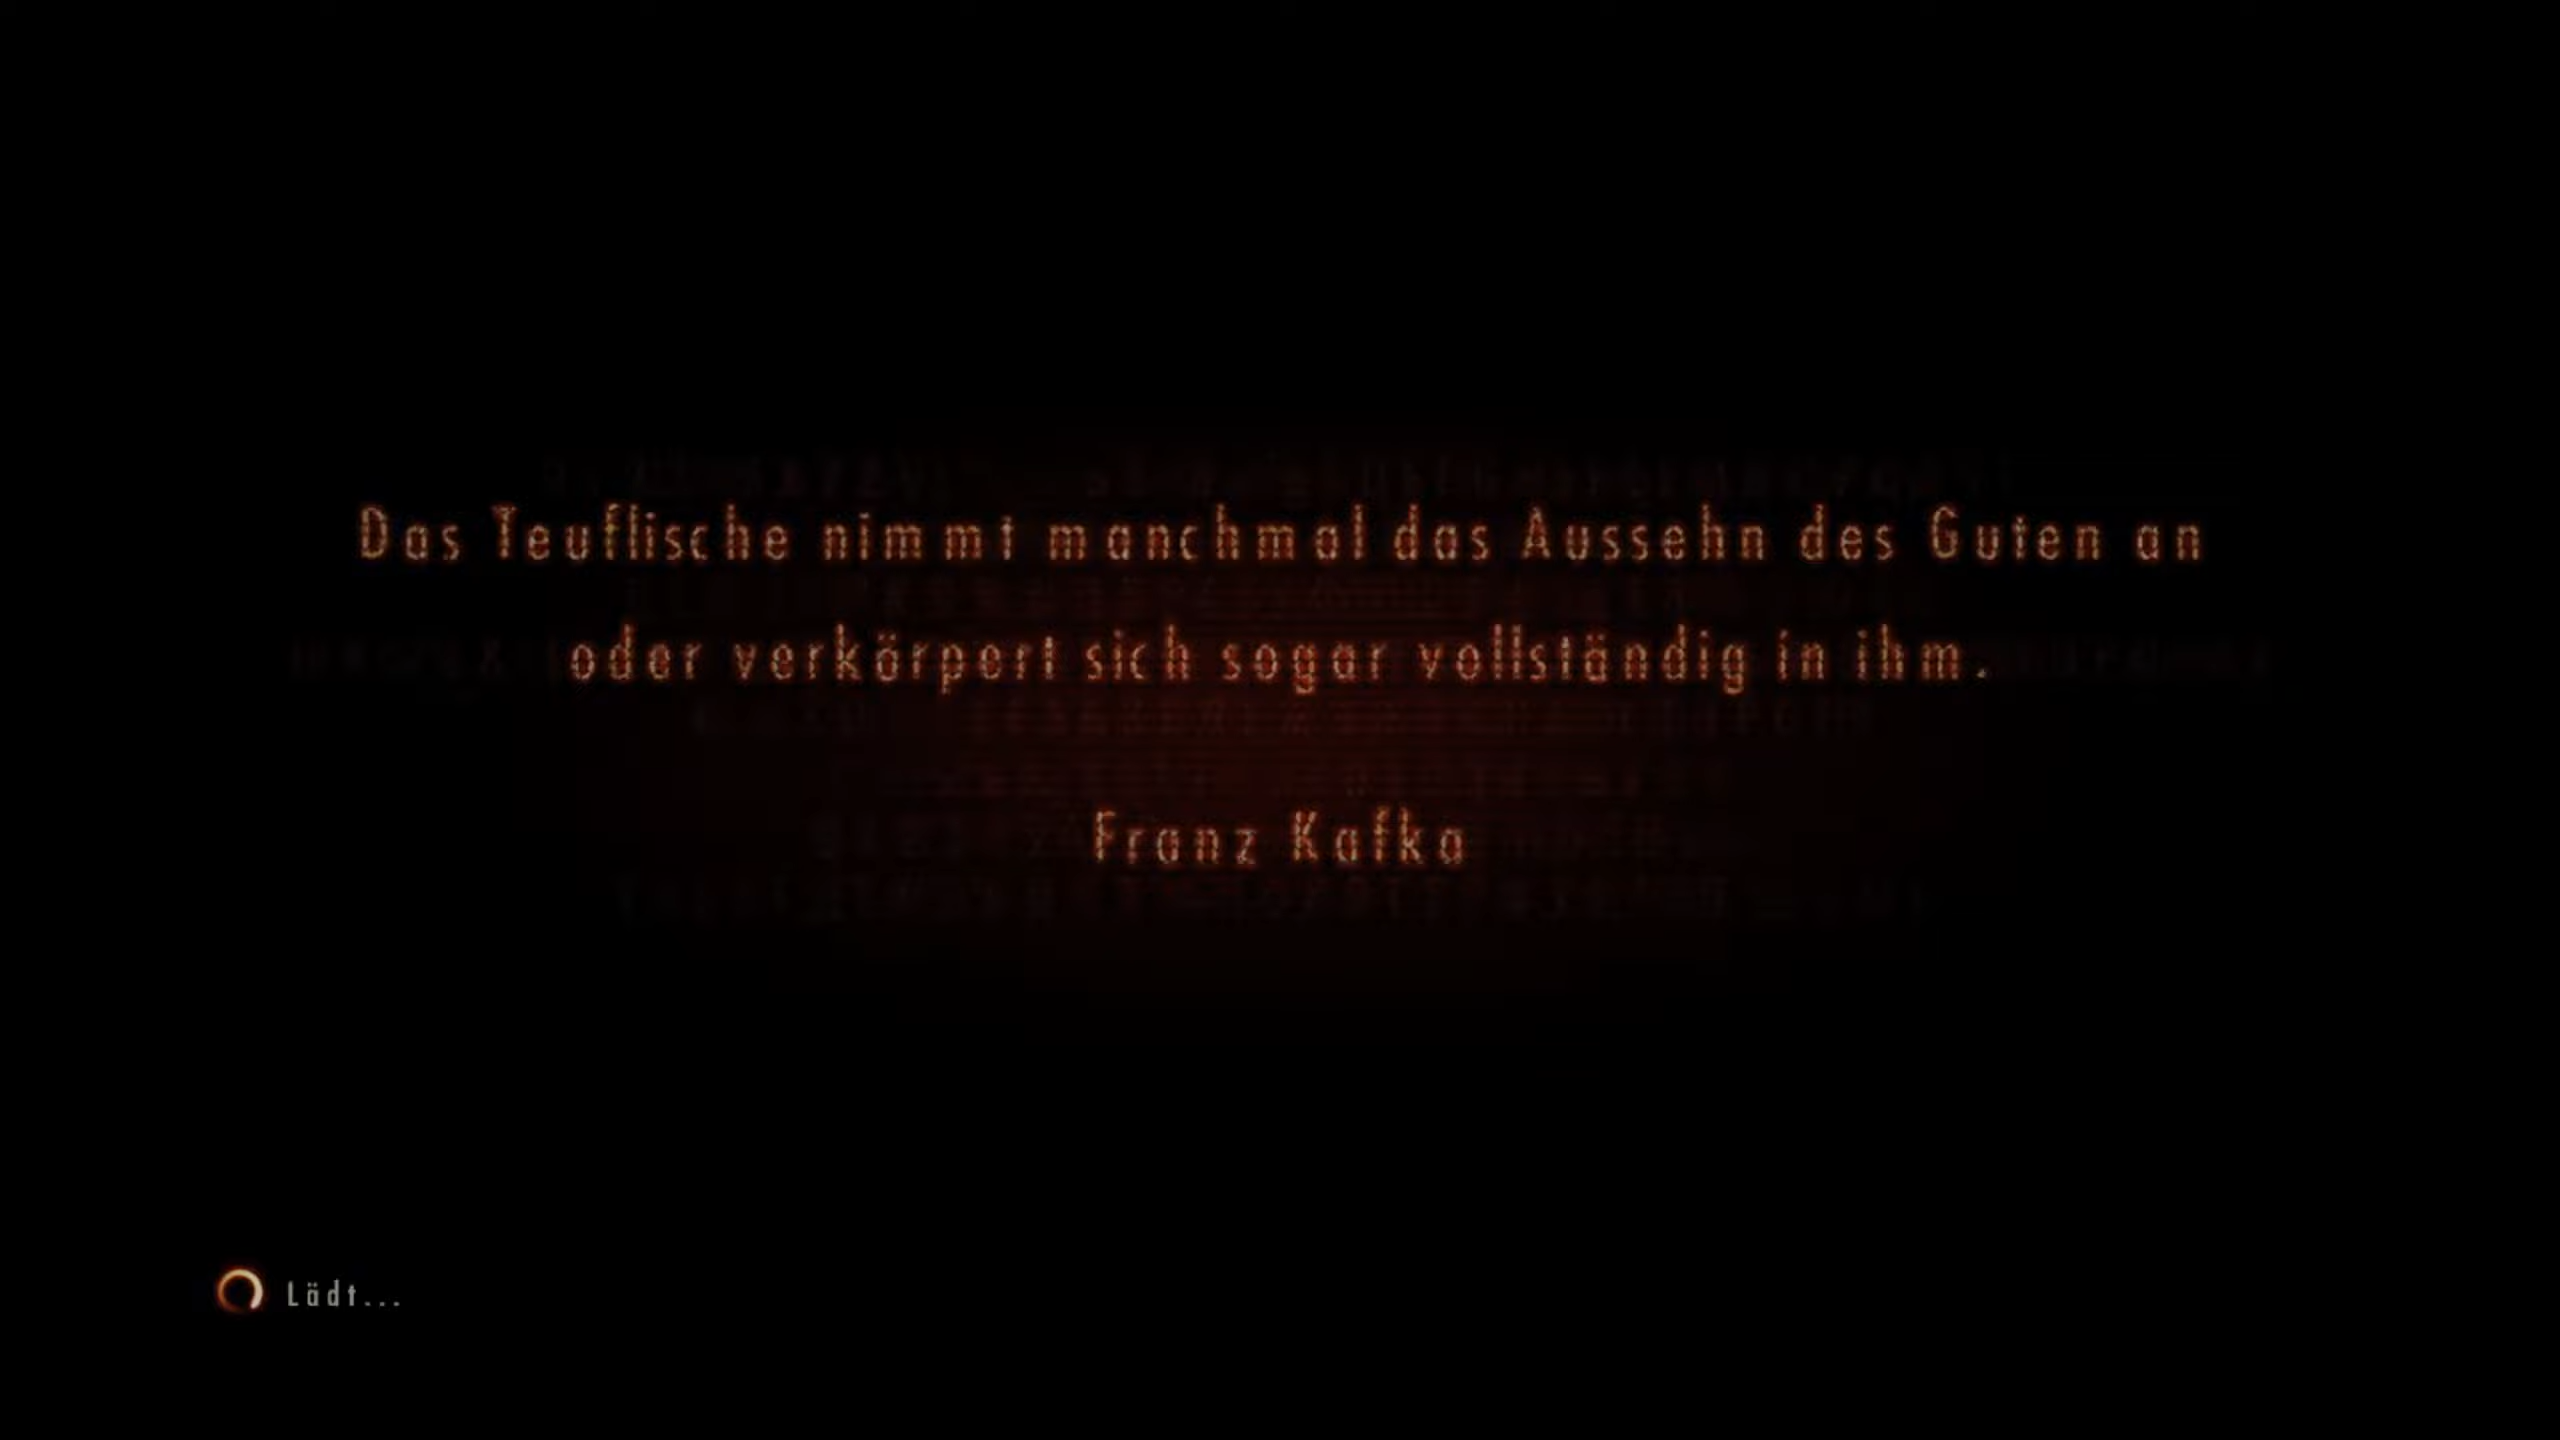 Das Teuflische nimmt manchmal das Aussehn des Guten an
oder verkörpert sich sogar vollständig in ihm.
Franz Kafka
Lädt...